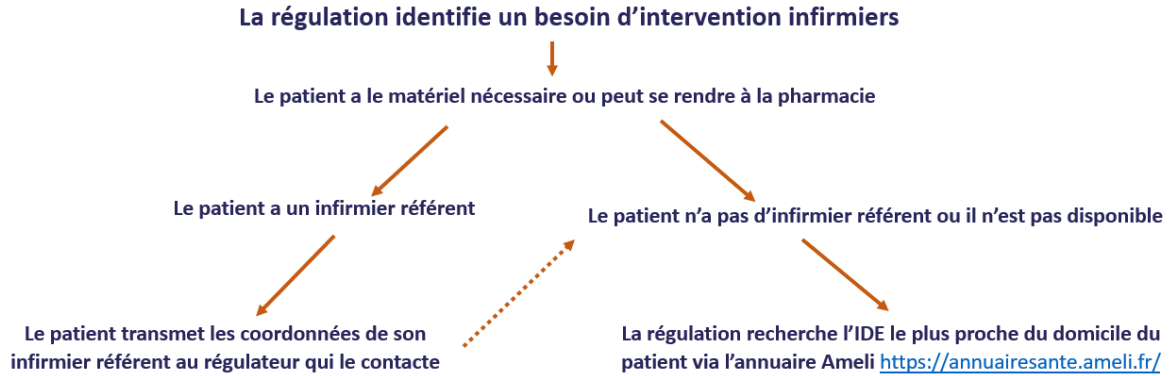 La régulation identifie un besoin d’intervention infirmiers
Le patient a le matériel nécessaire ou peut se rendre à la pharmacie
Le patient a un infirmier référent
Le patient n’a pas d’infirmier référent ou il n’est pas disponible
Le patient transmet les coordonnées de son
infirmier référent au régulateur qui le contacte
La régulation recherche l’IDE le plus proche du domicile du
patient via l’annuaire Ameli https://annuairesante.ameli.fr/